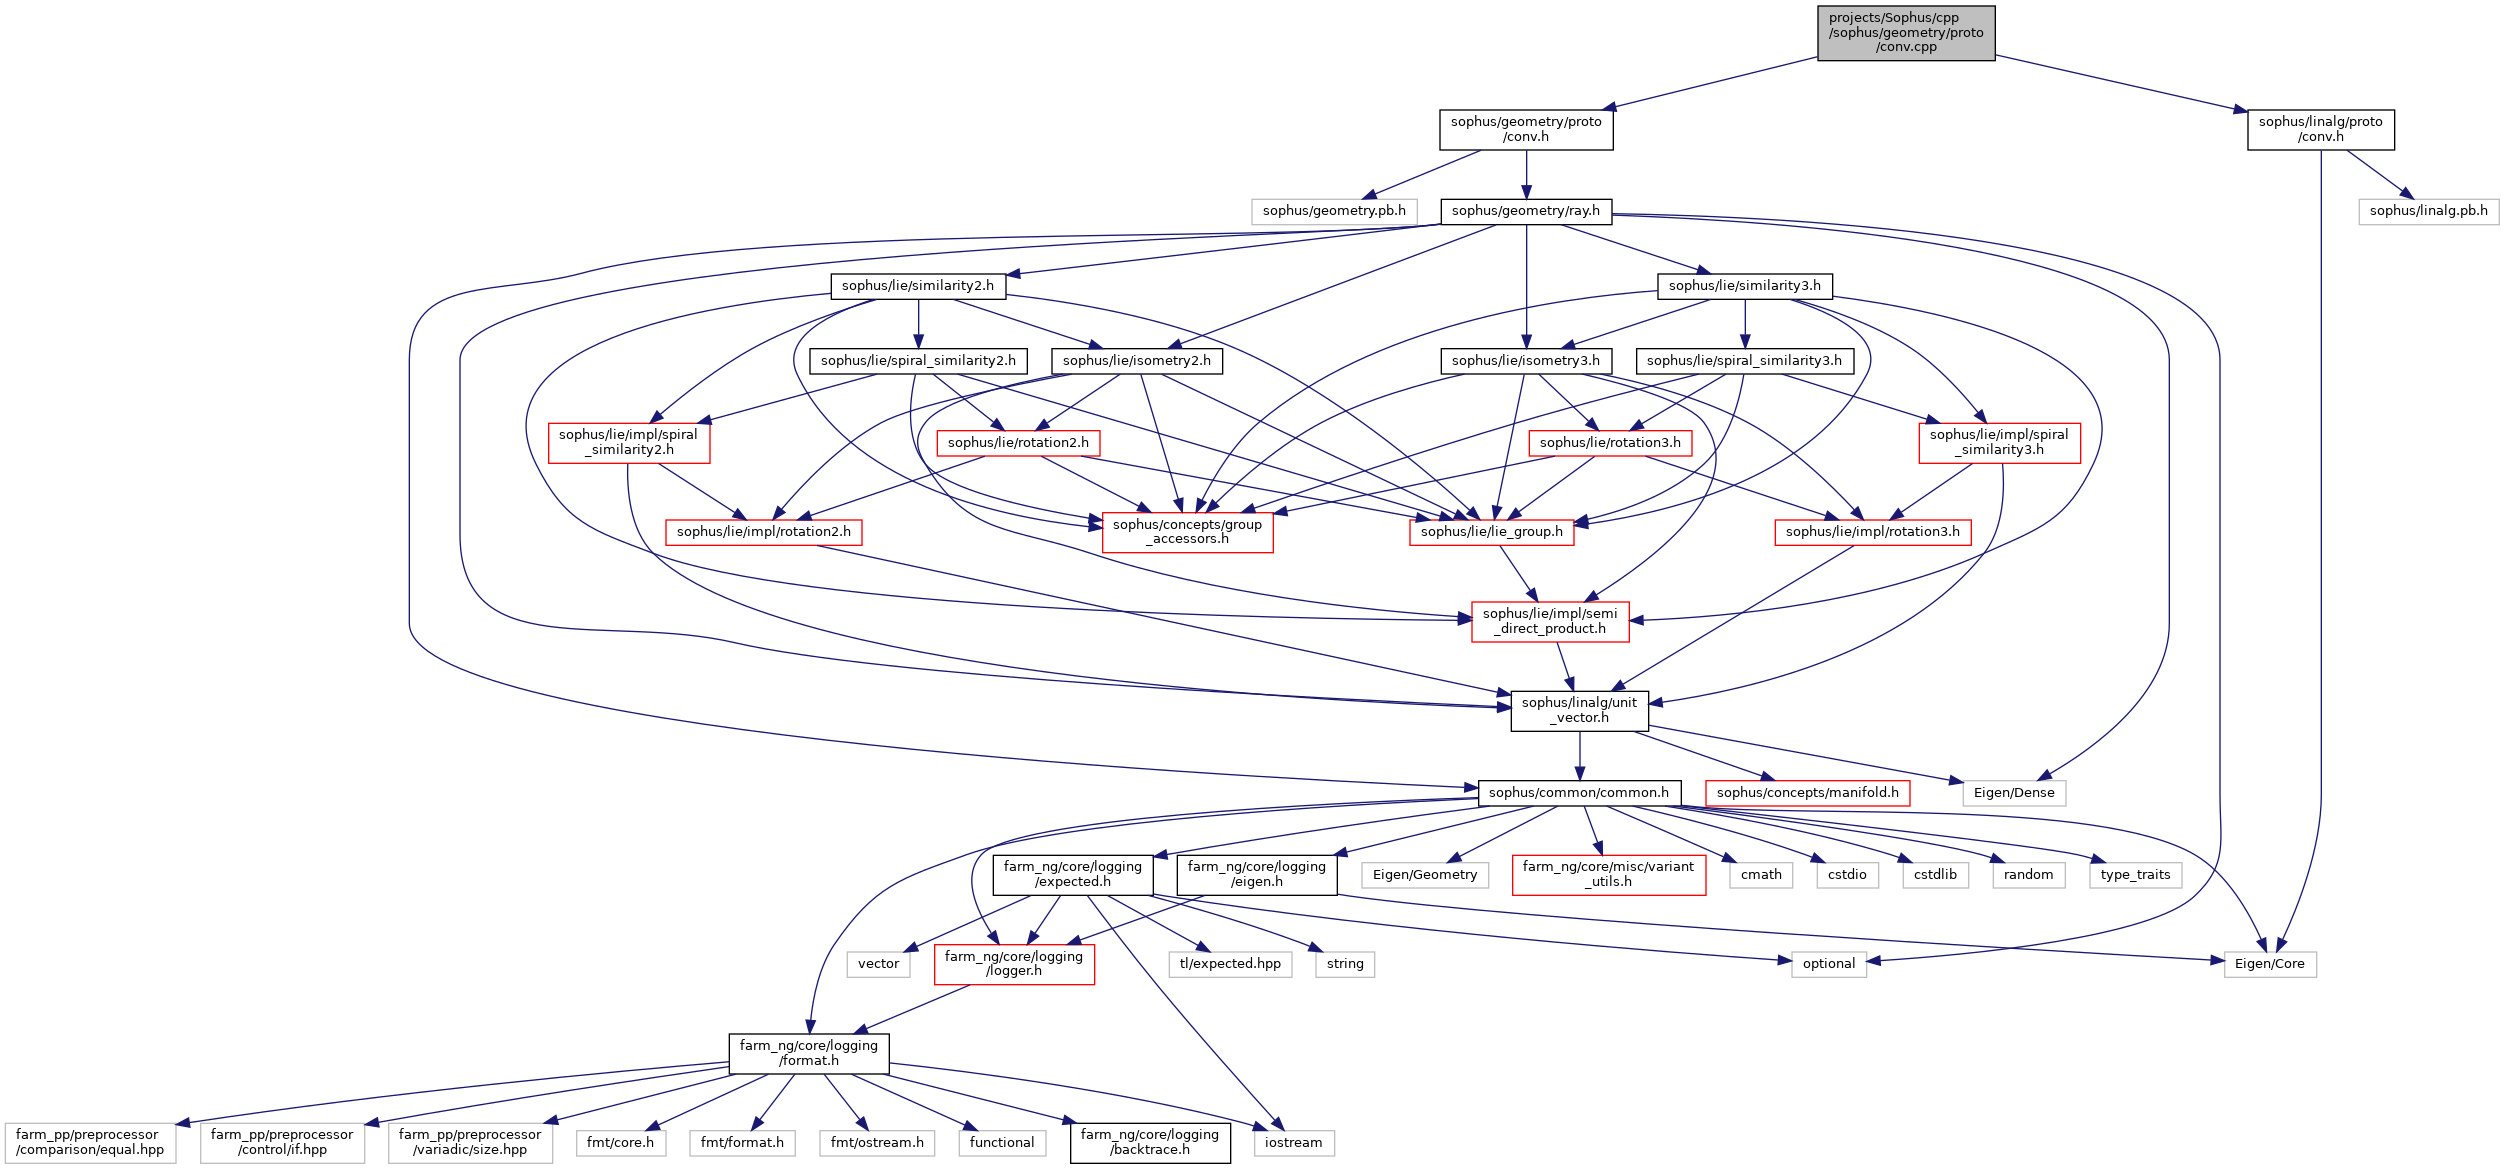 projects/Sophus/cpp
/sophus/geometry/proto
/conv.cpp
sophus/geometry/proto
/conv.h
sophus/linalg/proto
/conv.h
sophus/geometry.pb.h
sophus/geometry/ray.h
sophus/linalg.pb.h
sophus/lie/similarity2.h
sophus/lie/similarity3.h
sophus/lie/spiral_similarity2.h
sophus/lie/isometry2.h
sophus/lie/isometry3.h
sophus/lie/spiral_similarity3.h
sophus/lie/impl/spiral
_similarity2.h
sophus/lie/rotation2.h
sophus/lie/rotation3.h
sophus/lie/impl/spiral
_similarity3.h
sophus/lie/impl/rotation2.h
sophus/concepts/group
_accessors.h
sophus/lie/lie_group.h
sophus/lie/impl/rotation3.h
sophus/lie/impl/semi
_direct_product.h
sophus/linalg/unit
_vector.h
sophus/common/common.h
sophus/concepts/manifold.h
Eigen/Dense
farm_ng/core/logging
/expected.h
farm_ng/core/logging
/eigen.h
Eigen/Geometry
farm_ng/core/misc/variant
_utils.h
cmath
cstdio
cstdlib
random
type_traits
vector
farm_ng/core/logging
/logger.h
tl/expected.hpp
string
optional
Eigen/Core
farm_ng/core/logging
/format.h
farm_pp/preprocessor
/comparison/equal.hpp
farm_pp/preprocessor
/control/if.hpp
farm_pp/preprocessor
/variadic/size.hpp
fmt/core.h
fmt/format.h
fmt/ostream.h
functional
farm_ng/core/logging
/backtrace.h
iostream